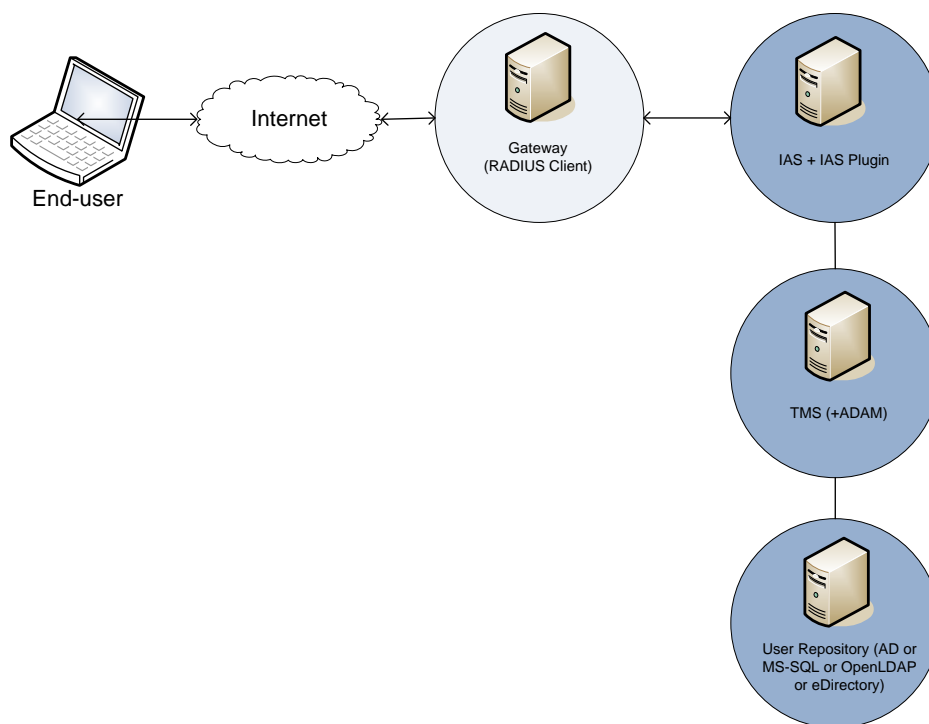 Internet
End-user
Gateway
(RADIUS Client)
IAS + IAS Plugin
TMS (+ADAM)
User Repository (AD or
MS-SQL or OpenLDAP
or eDirectory)